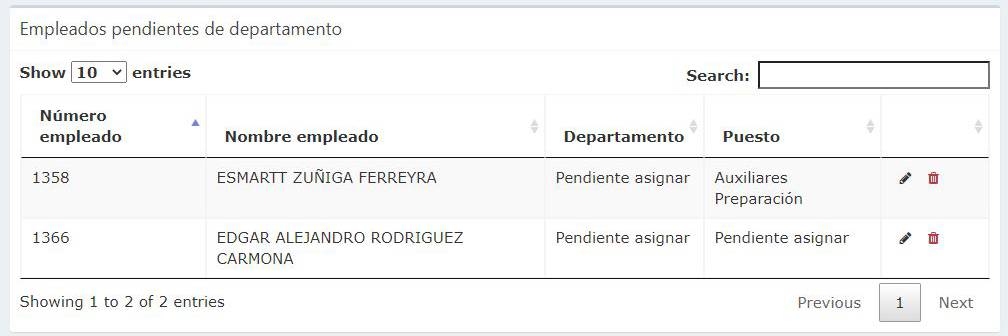 Empleados pendientes de departamento
Show 10 entries
Search:
Número
empleado
Nombre empleado
Departamento
Puesto
1358
ESMARTT ZUÑIGA FERREYRA
Pendiente asignar
Auxiliares
Preparación
1366
EDGAR ALEJANDRO RODRIGUEZ
CARMONA
Pendiente asignar
Pendiente asignar
Showing 1 to 2 of 2 entries
Previous 1 Next